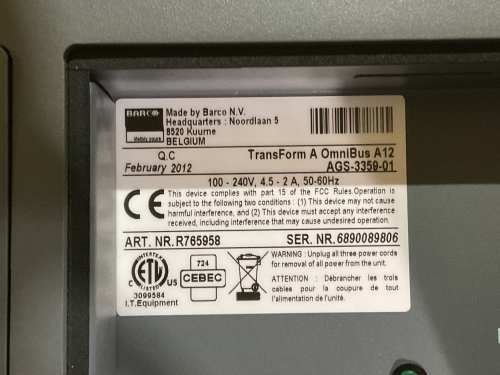 BARCO
Visibly yours
Made by Barco N.V.
Headquarters : Noordlaan 5
8520 Kuurne
BELGIUM
Q.C
February 2012
TransForm A OmniBus A12
AGS-3359-01
100 - 240V, 4.5 - 2 A, 50-60Hz
CE
This device complies with part 15 of the FCC Rules.Operation is
subject to the following two conditions : (1) This device may not cause
harmful interference, and (2) This device must accept any interference
received, including interference that may cause undesired operation.
ART. NR.R765958
SER. NR.6890089806
INTERTEK
ETL
C US
LISTED
3099584
I.T.Equipment
724
CEBEC
WARNING : Unplug all three power cords
for removal of all power from the unit.
ATTENTION : Débrancher les trois
cables pour la coupure de tout
l'alimentation de l'unité.